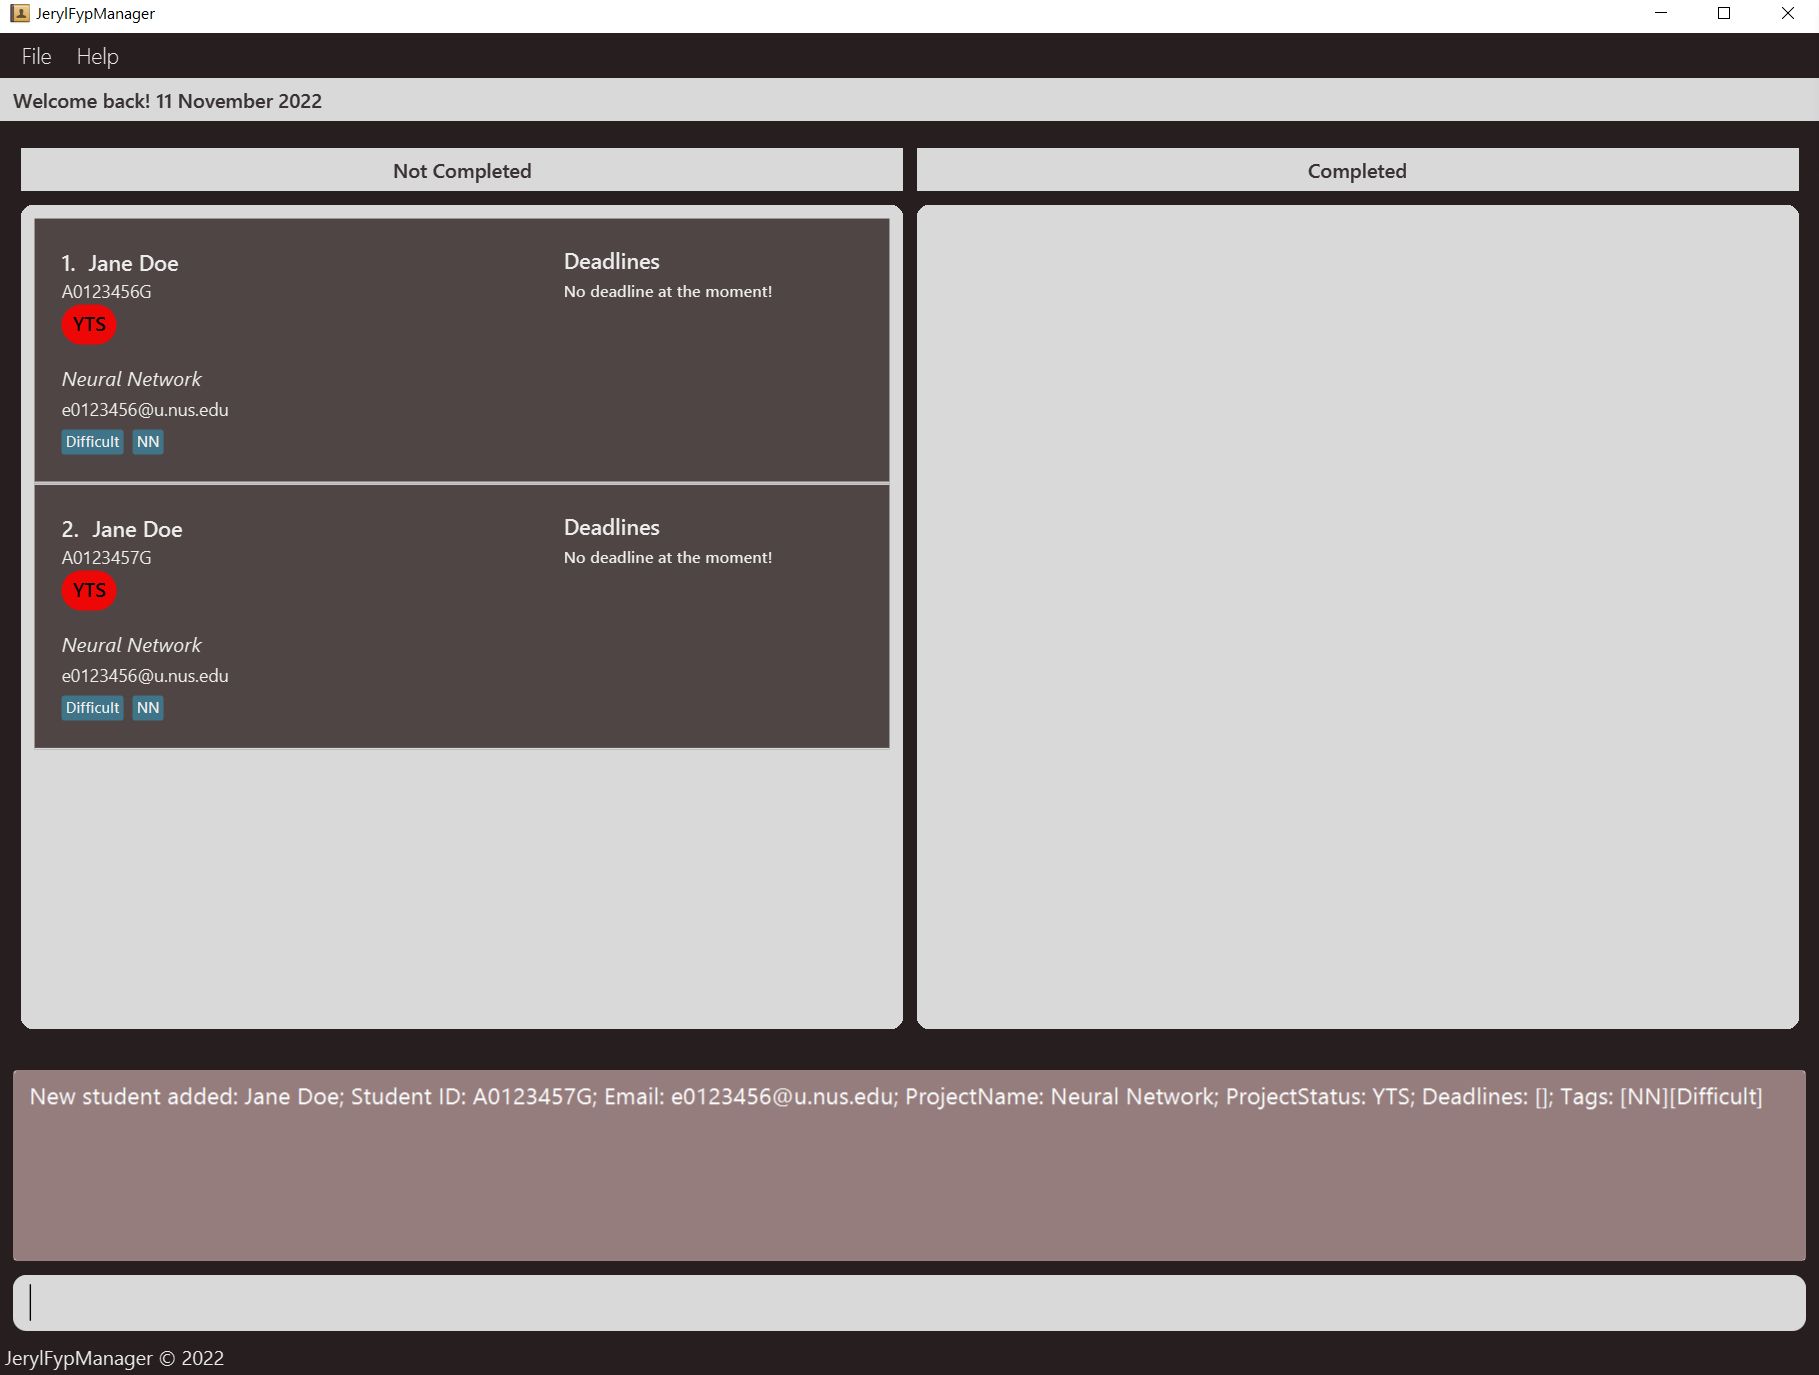 JerylFypManager
File Help
Welcome back! 11 November 2022
Not Completed
Completed
1. Jane Doe
A0123456G
YTS
Neural Network
e0123456@u.nus.edu
Difficult NN
Deadlines
No deadline at the moment!
2. Jane Doe
A0123457G
YTS
Neural Network
e0123456@u.nus.edu
Difficult NN
Deadlines
No deadline at the moment!
New student added: Jane Doe; Student ID: A0123457G; Email: e0123456@u.nus.edu; ProjectName: Neural Network; ProjectStatus: YTS; Deadlines: []; Tags: [NN][Difficult]
JerylFypManager © 2022